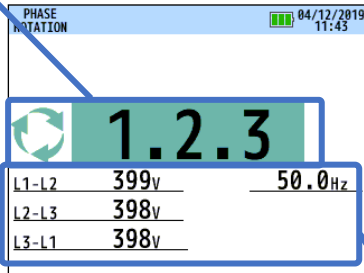 PHASE
ROTATION
04/12/2019
11:43
1.2.3
L1-L2 399V 50.0Hz
L2-L3 398V
L3-L1 398V